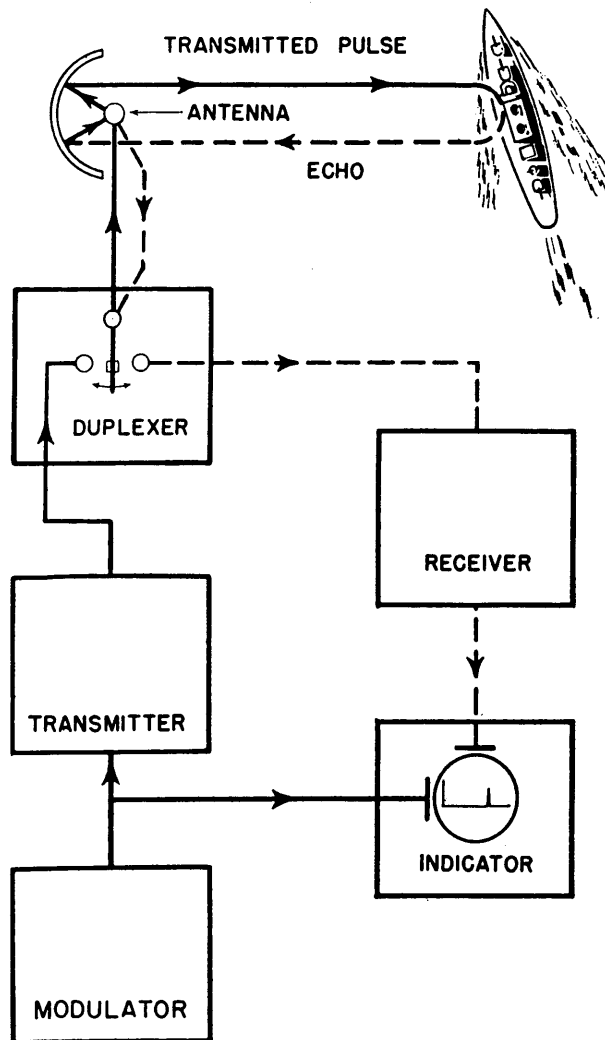 TRANSMITTED PULSE
ANTENNA
ECHO
DUPLEXER
RECEIVER
TRANSMITTER
INDICATOR
MODULATOR